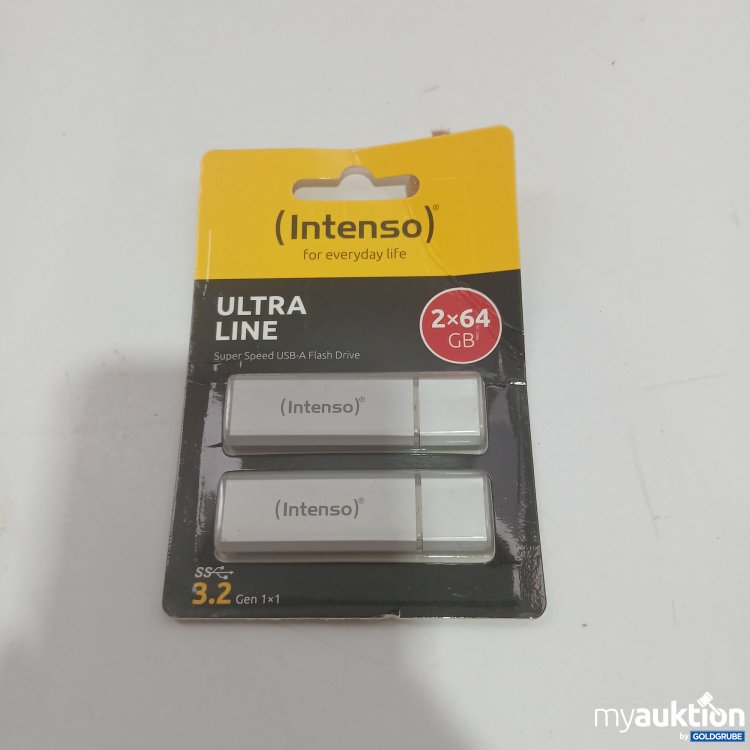 (Intenso)®
for everyday life
ULTRA
LINE
2×64
GB
Super Speed USB-A Flash Drive
(Intenso)®
(Intenso)®
SS
3.2 Gen 1×1
myauktion
by GOLDGRUBE